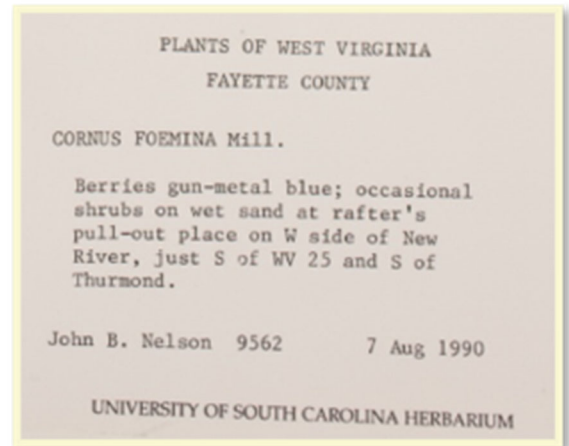 PLANTS OF WEST VIRGINIA
FAYETTE COUNTY
CORNUS FOEMINA Mill.
Berries gun-metal blue; occasional
shrubs on wet sand at rafter's
pull-out place on W side of New
River, just S of WV 25 and S of
Thurmond.
John B. Nelson 9562 7 Aug 1990
UNIVERSITY OF SOUTH CAROLINA HERBARIUM